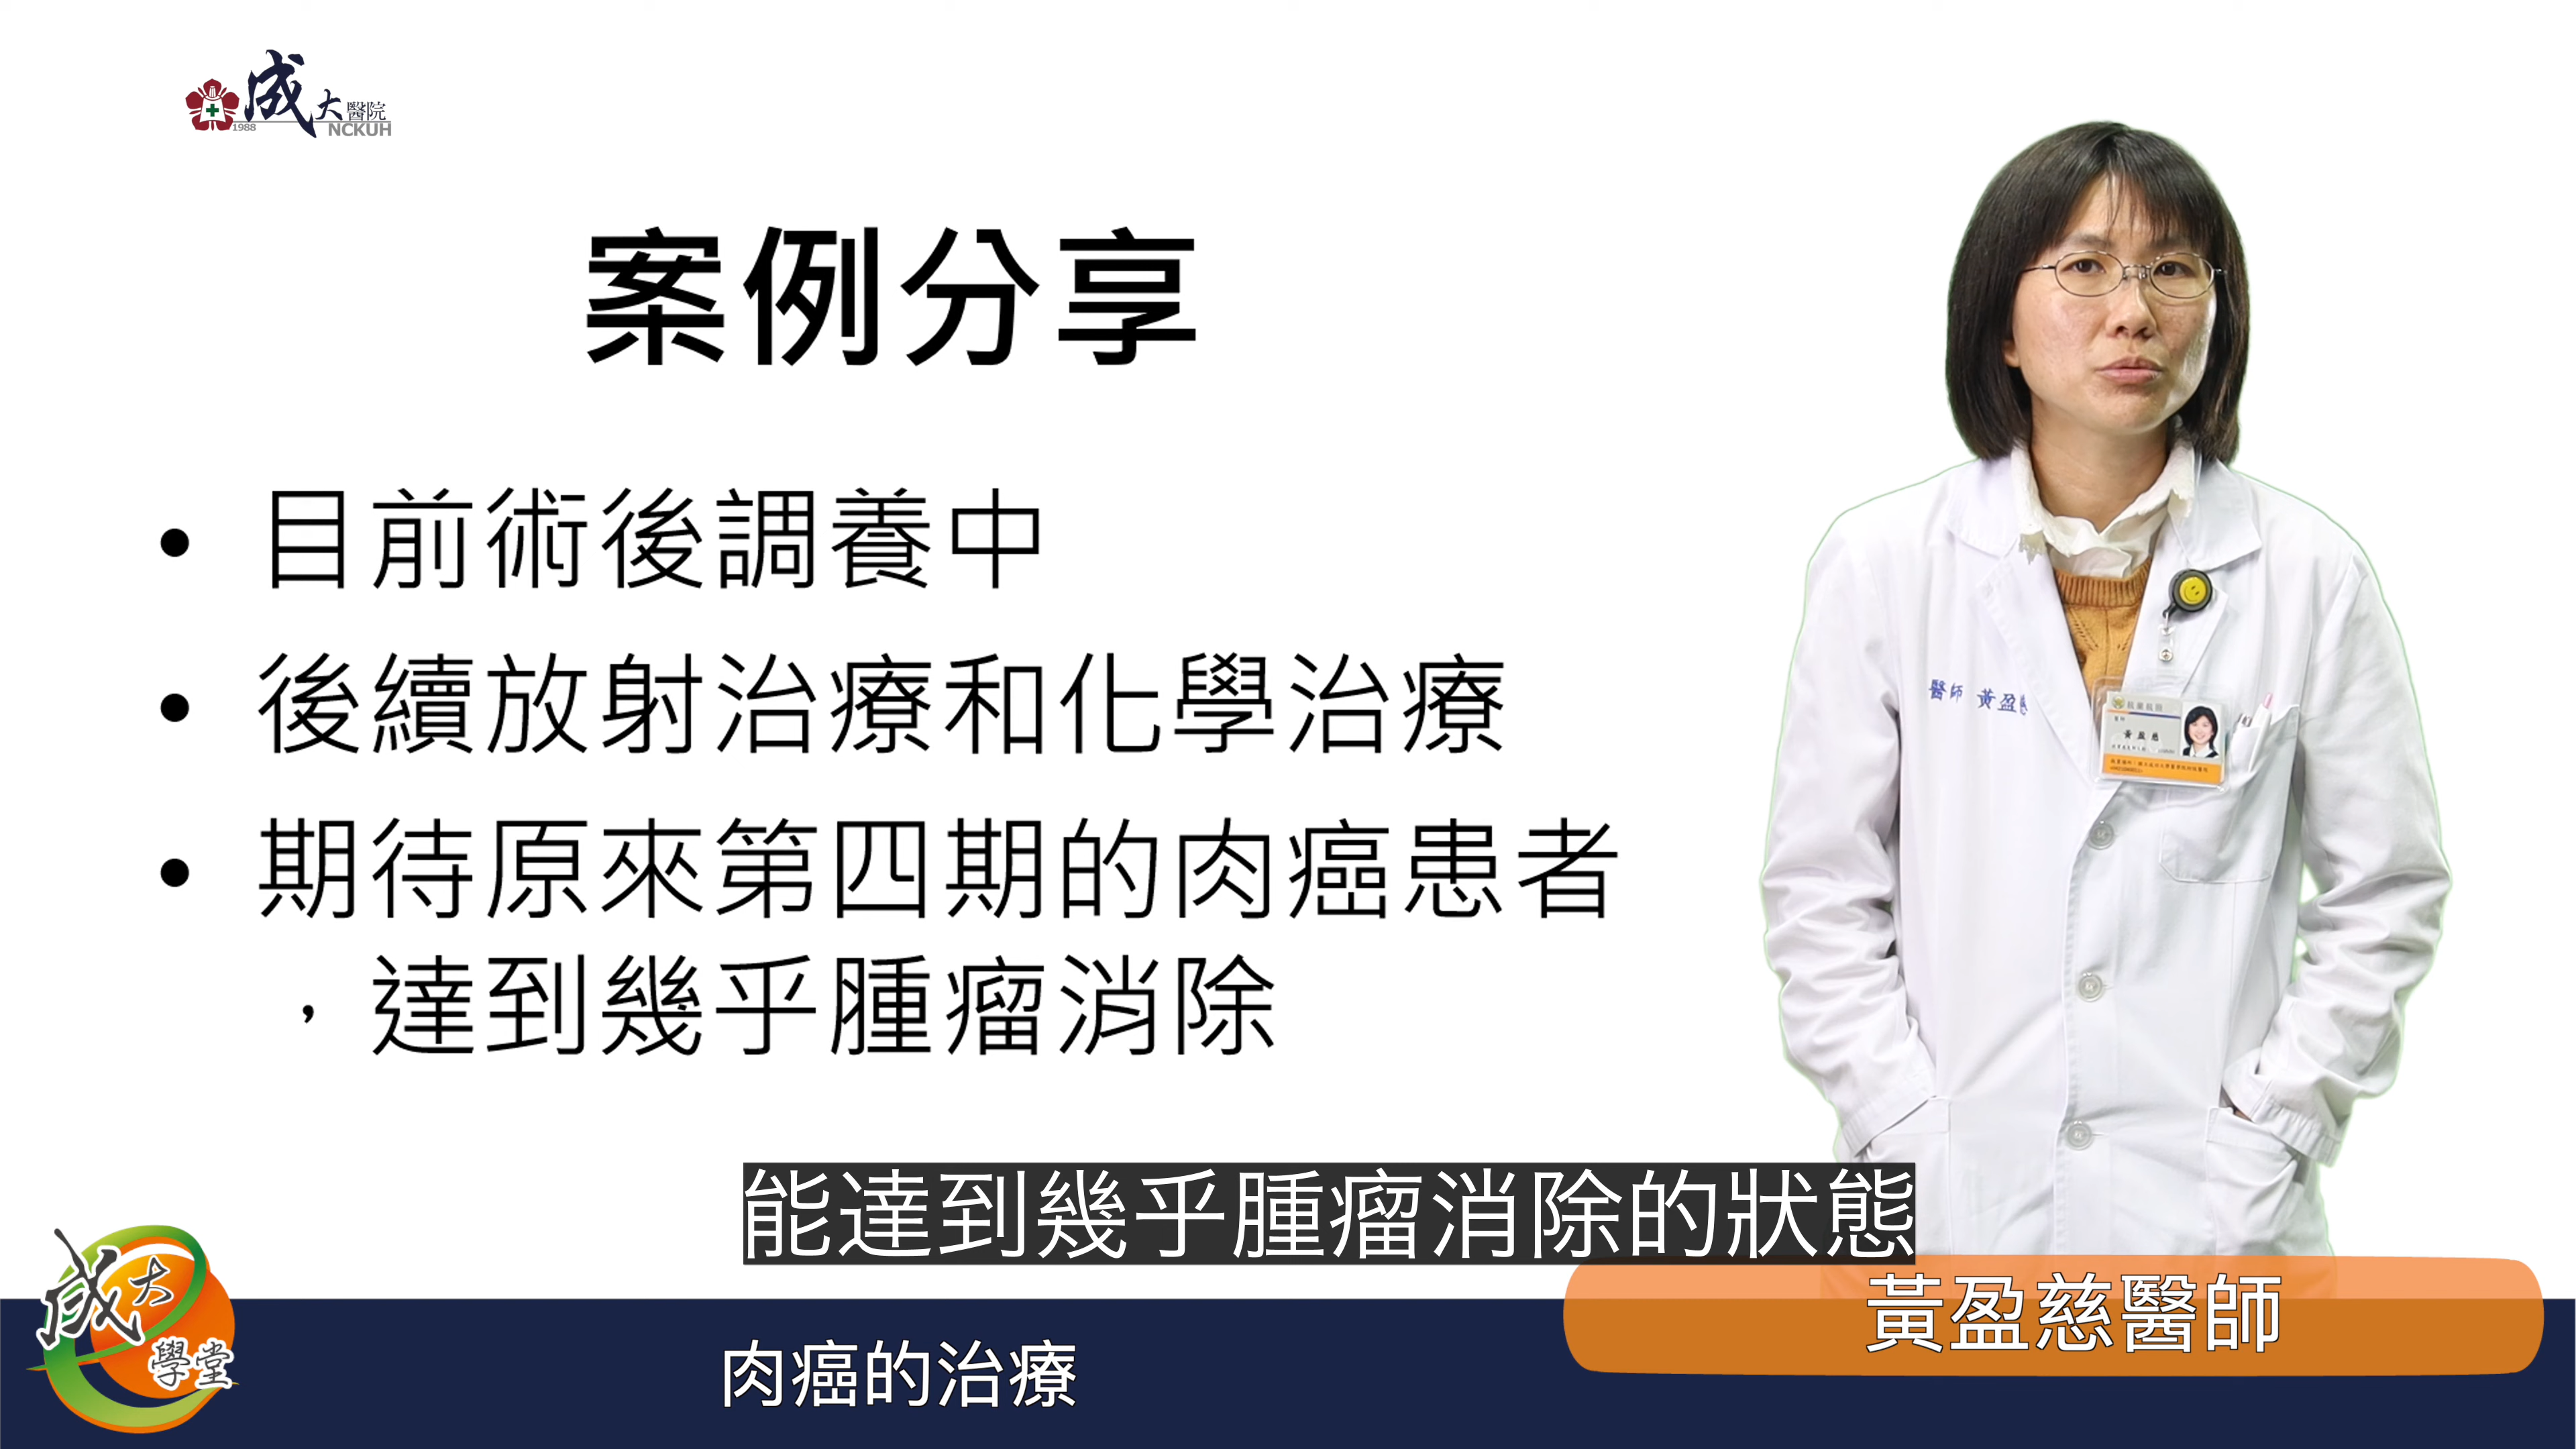 成大醫院
1988
NCKUH
案例分享
• 目前術後調養中
• 後續放射治療和化學治療
• 期待原來第四期的肉癌患者
，達到幾乎腫瘤消除
醫師 黃盈慈
黃盈慈
能達到幾乎腫瘤消除的狀態
黃盈慈醫師
成大
學堂
肉癌的治療